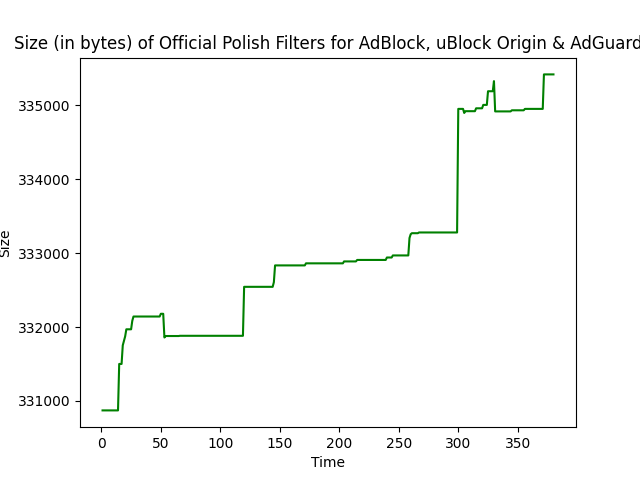 Size (in bytes) of Official Polish Filters for AdBlock, uBlock Origin & AdGuard
335000
334000
333000
332000
331000
Size
0 50 100 150 200 250 300 350
Time